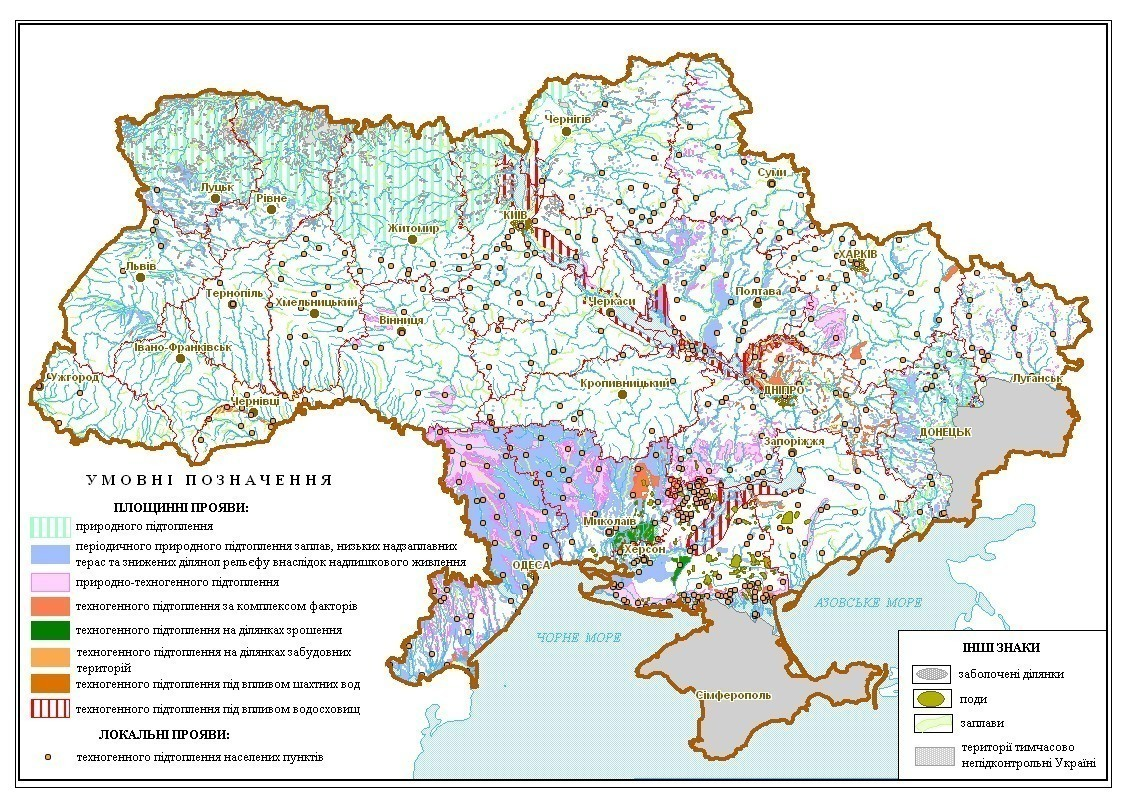 Чернігів
Суми
Луцьк
Рівне
КИЇВ
Житомир
ХАРКІВ
Львів
Тернопіль
Хмельницький
Полтава
Черкаси
Вінниця
Івано-Франківськ
Ужгород
Кропивницький
Луганськ
ДНІПРО
Чернівці
ДОНЕЦЬК
Запоріжжя
Миколаїв
Херсон
ОДЕСА
АЗОВСЬКЕ МОРЕ
ЧОРНЕ МОРЕ
Сімферополь
УМОВНІ ПОЗНАЧЕННЯ
ПЛОЩИННІ ПРОЯВИ:
природного підтоплення
періодичного природного підтоплення заплав, низьких надзаплавних
терас та знижених ділянол рельєфу внаслідок надлишкового живлення
природно-техногенного підтоплення
техногенного підтоплення за комплексом факторів
техногенного підтоплення на ділянках зрошення
техногенного підтоплення на ділянках забудовних
територій
техногенного підтоплення під впливом шахтних вод
техногенного підтоплення під впливом водосховищ
ЛОКАЛЬНІ ПРОЯВИ:
техногенного підтоплення населених пунктів
ІНШІ ЗНАКИ
заболочені ділянки
поди
заплави
території тимчасово
непідконтрольні Україні